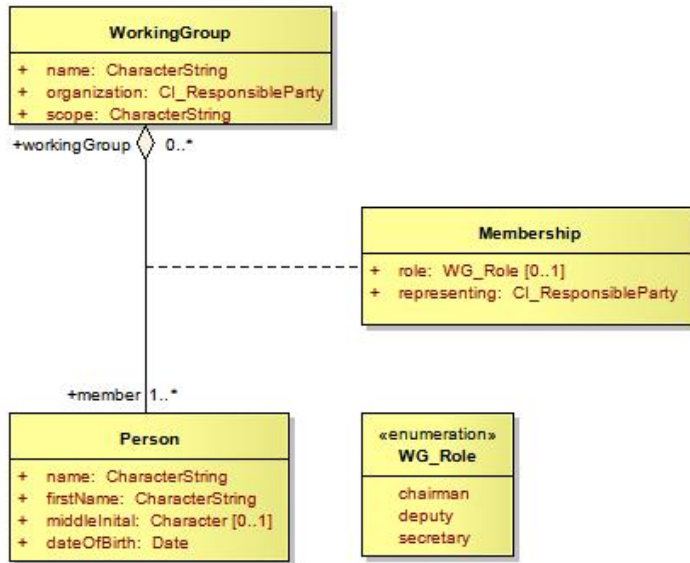 WorkingGroup
+ name: CharacterString
+ organization: CI_ResponsibleParty
+ scope: CharacterString
+workingGroup 0..*
Membership
+ role: WG_Role [0..1]
+ representing: CI_ResponsibleParty
+member 1..*
Person
+ name: CharacterString
+ firstName: CharacterString
+ middleInital: Character [0..1]
+ dateOfBirth: Date
«enumeration»
WG_Role
chairman
deputy
secretary